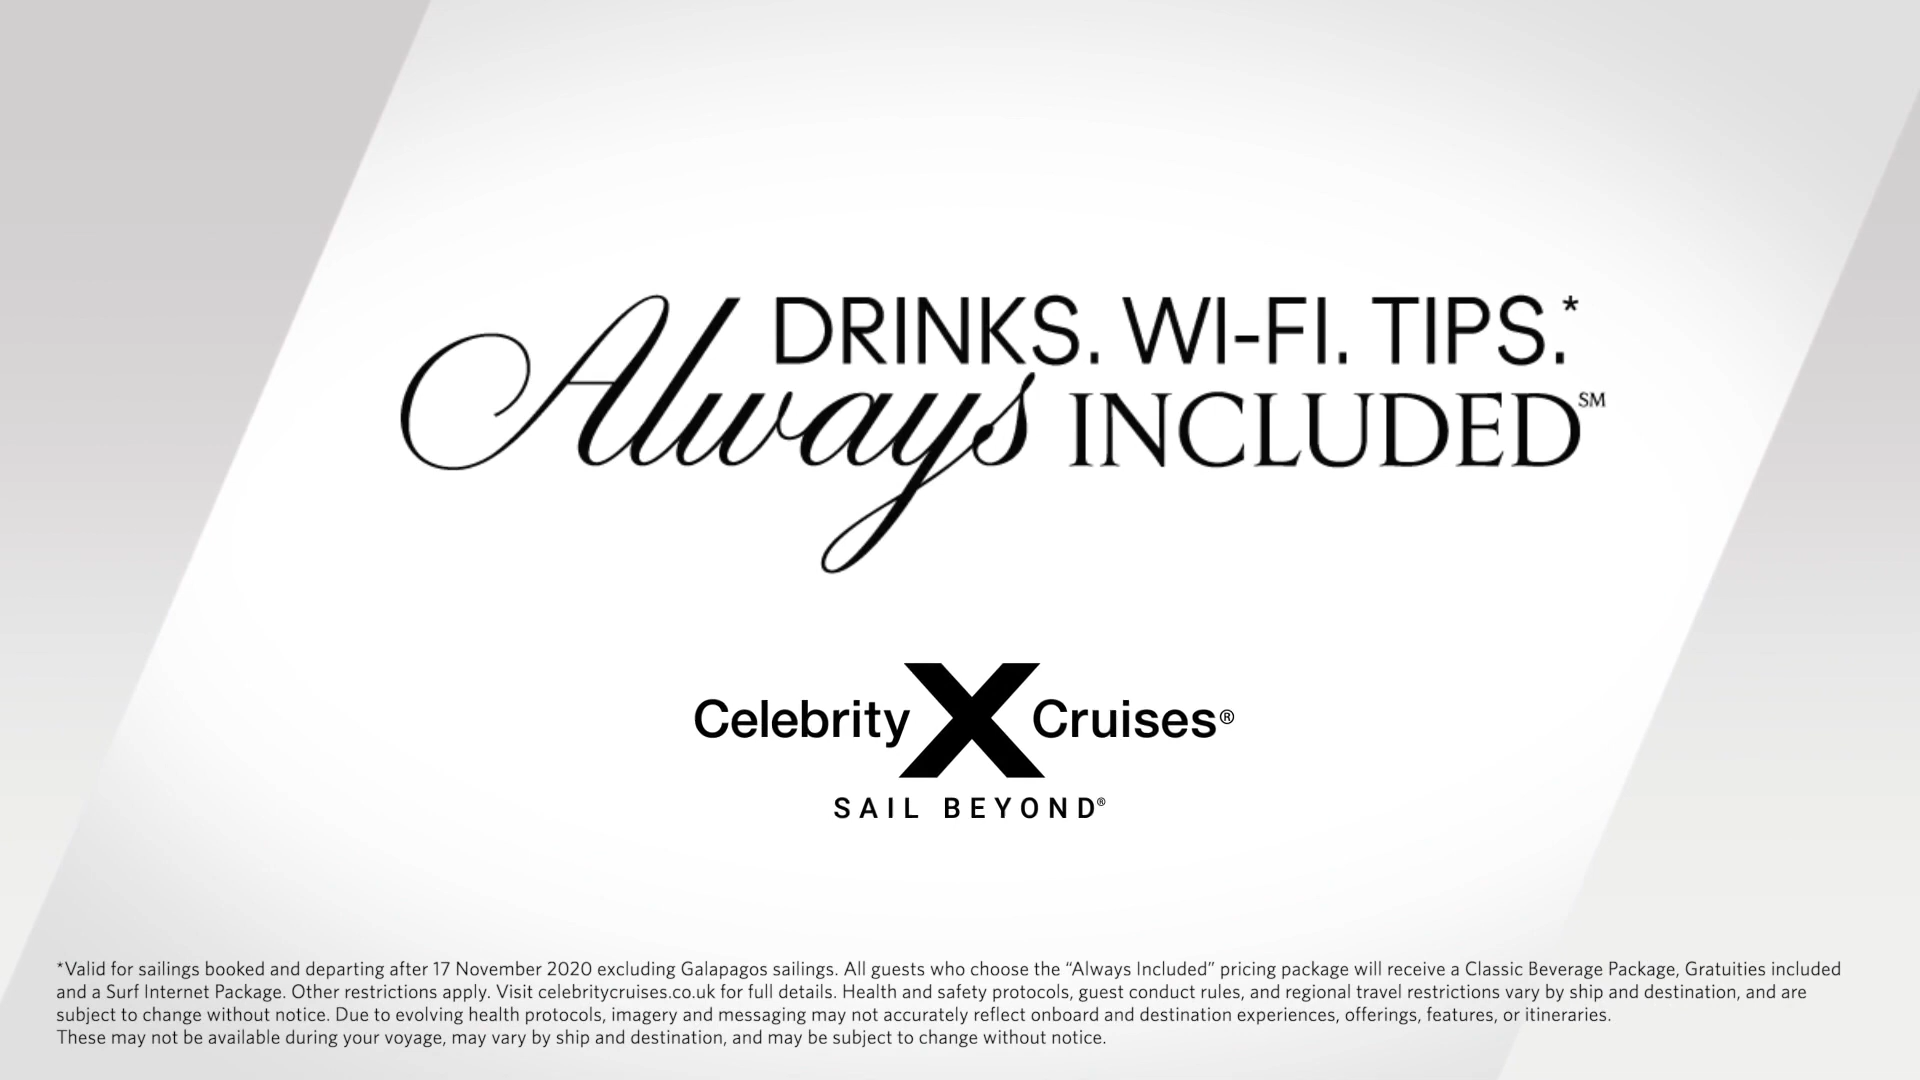 DRINKS. WI-FI. TIPS.*
Always INCLUDED℠
Celebrity X Cruises®
SAIL BEYOND®
*Valid for sailings booked and departing after 17 November 2020 excluding Galapagos sailings. All guests who choose the “Always Included” pricing package will receive a Classic Beverage Package, Gratuities included
and a Surf Internet Package. Other restrictions apply. Visit celebritycruises.co.uk for full details. Health and safety protocols, guest conduct rules, and regional travel restrictions vary by ship and destination, and are
subject to change without notice. Due to evolving health protocols, imagery and messaging may not accurately reflect onboard and destination experiences, offerings, features, or itineraries.
These may not be available during your voyage, may vary by ship and destination, and may be subject to change without notice.